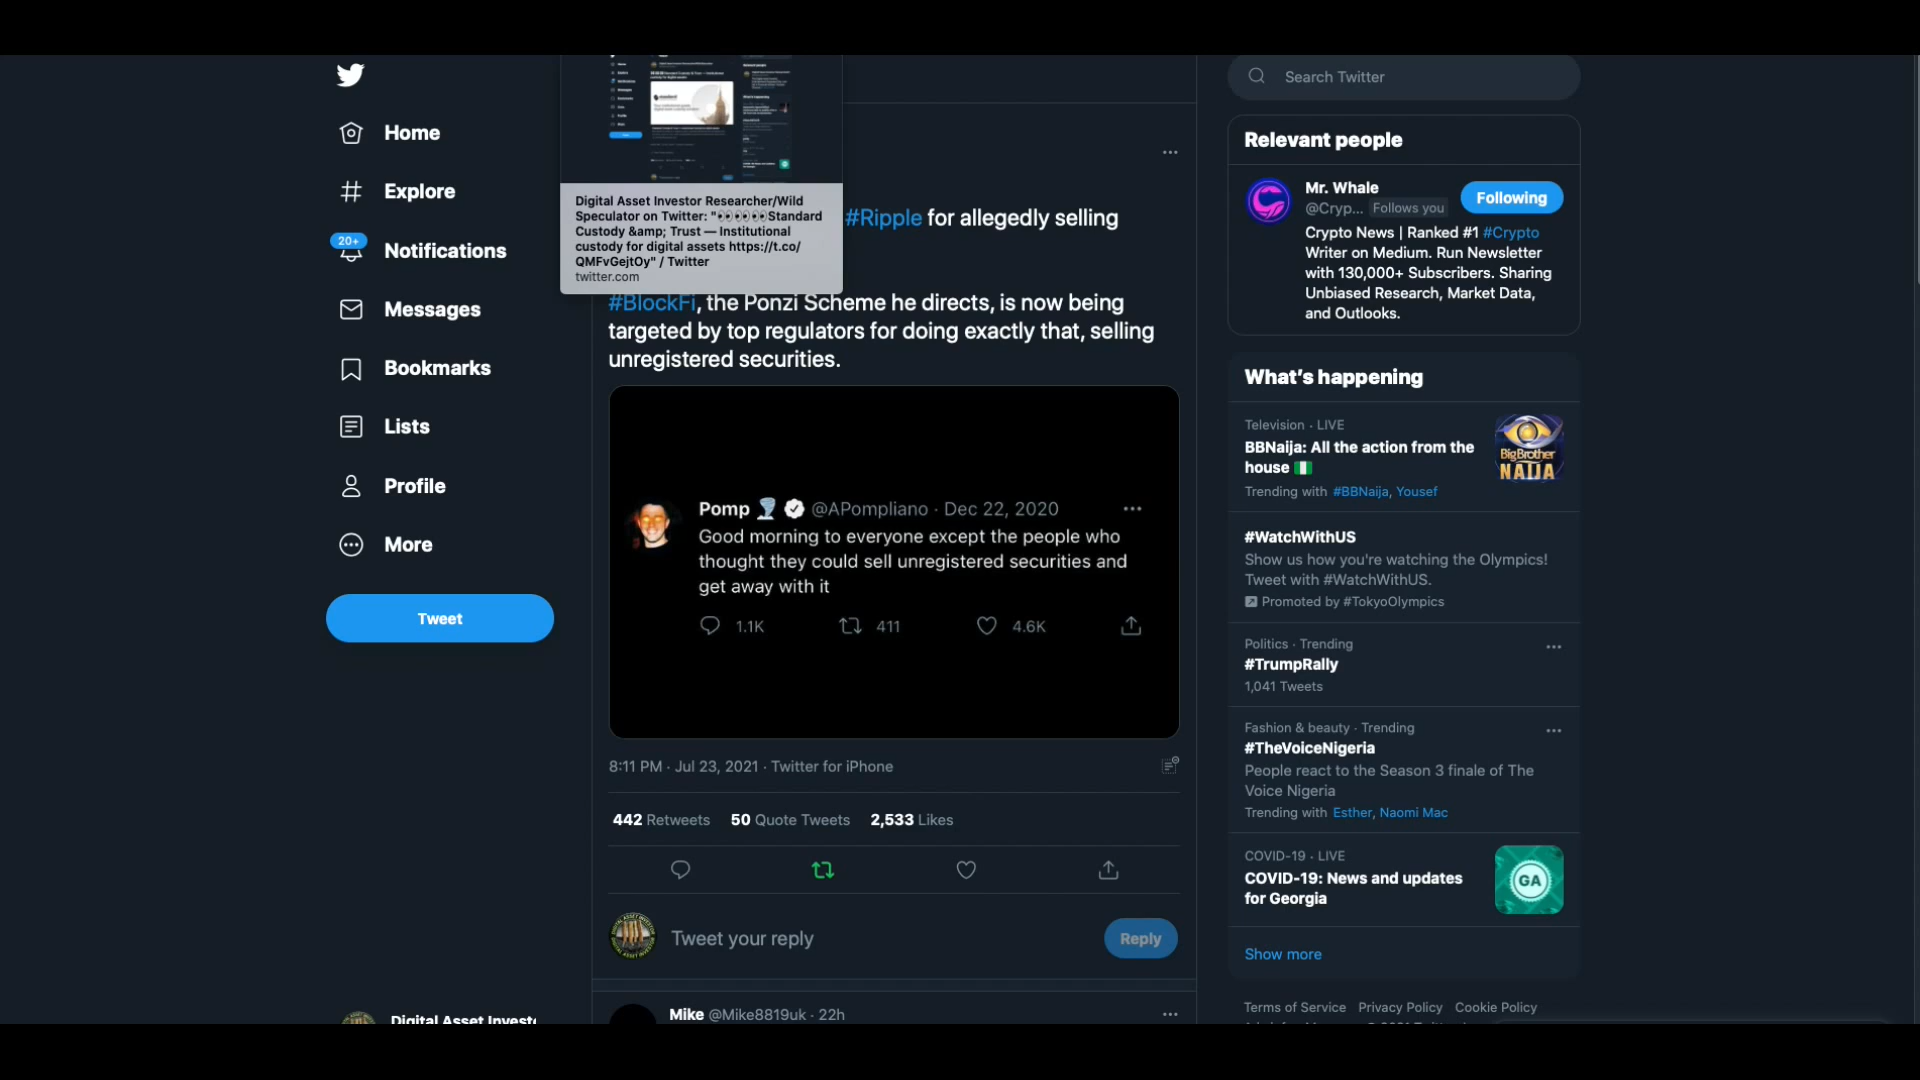 Home
Explore
20+
Notifications
Messages
Bookmarks
Lists
Profile
More
Tweet
Digital Asset
Digital Asset Investor Researcher/Wild
Speculator on Twitter: "👀👀👀Standard
Custody &amp; Trust — Institutional
custody for digital assets https://t.co/
QMFvGejtOy" / Twitter
twitter.com
#Ripple for allegedly selling
#BlockFi, the Ponzi Scheme he directs, is now being
targeted by top regulators for doing exactly that, selling
unregistered securities.
Pomp @APompliano · Dec 22, 2020
Good morning to everyone except the people who
thought they could sell unregistered securities and
get away with it
1.1K 411 4.6K
8:11 PM · Jul 23, 2021 · Twitter for iPhone
442 Retweets 50 Quote Tweets 2,533 Likes
Tweet your reply
Reply
Mike @Mike8819uk · 22h
Search Twitter
Relevant people
Mr. Whale
@Cryp... Follows you
Following
Crypto News | Ranked #1 #Crypto
Writer on Medium. Run Newsletter
with 130,000+ Subscribers. Sharing
Unbiased Research, Market Data,
and Outlooks.
What's happening
Television · LIVE
BBNaija: All the action from the
house 🇳🇬
Trending with #BBNaija, Yousef
BigBrother
NAIJA
#WatchWithUS
Show us how you're watching the Olympics!
Tweet with #WatchWithUS.
Promoted by #TokyoOlympics
Politics · Trending
#TrumpRally
1,041 Tweets
Fashion & beauty · Trending
#TheVoiceNigeria
People react to the Season 3 finale of The
Voice Nigeria
Trending with Esther, Naomi Mac
COVID-19 · LIVE
COVID-19: News and updates
for Georgia
GA
Show more
Terms of Service Privacy Policy Cookie Policy